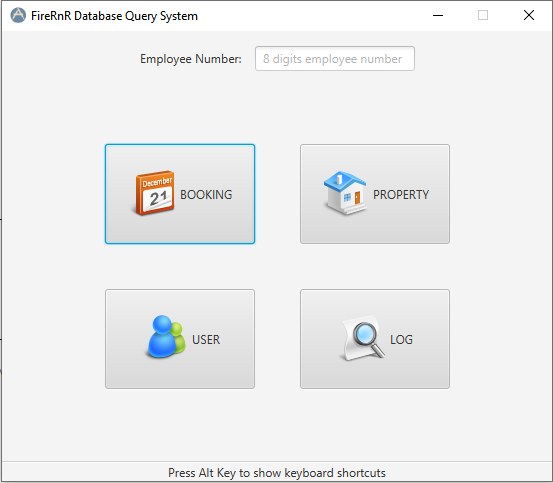 FireRnR Database Query System
Employee Number: 8 digits employee number
December
21
BOOKING
PROPERTY
USER
LOG
Press Alt Key to show keyboard shortcuts